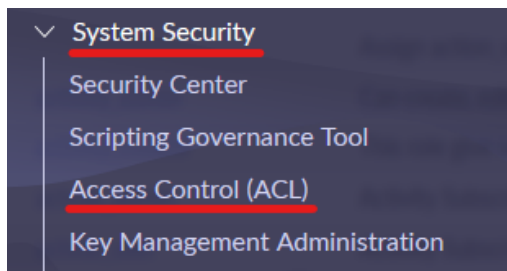 System Security
Security Center
Scripting Governance Tool
Access Control (ACL)
Key Management Administration